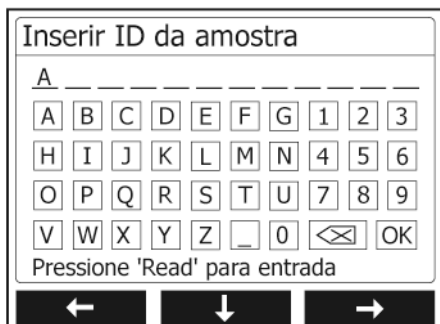 Inserir ID da amostra
A _ _ _ _ _ _ _ _ _ _ _
A B C D E F G 1 2 3
H I J K L M N 4 5 6
O P Q R S T U 7 8 9
V W X Y Z _ 0 ⌫ OK
Pressione 'Read' para entrada
← ↓ →